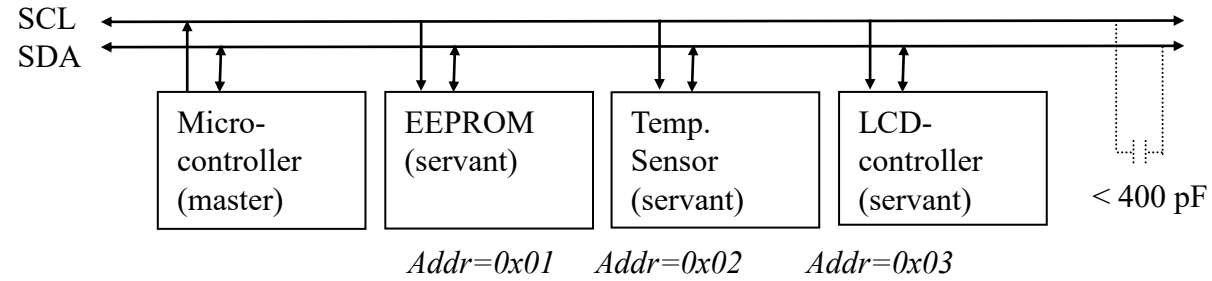 SCL
SDA
Micro-
controller
(master)
EEPROM
(servant)
Temp.
Sensor
(servant)
LCD-
controller
(servant)
< 400 pF
Addr=0x01
Addr=0x02
Addr=0x03